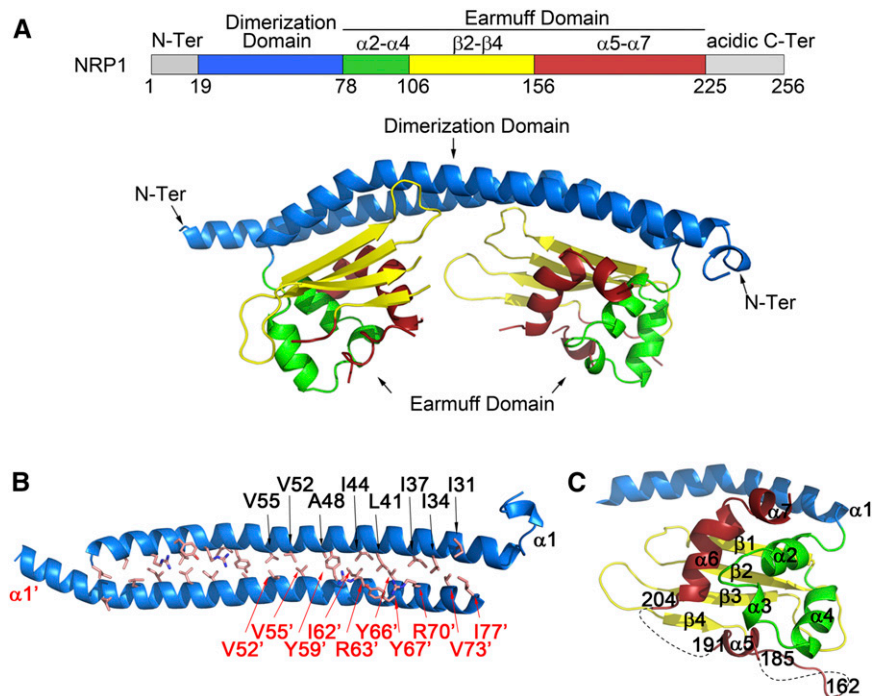 A
Earmuff Domain
N-Ter
Dimerization
Domain
α2-α4
β2-β4
α5-α7
acidic C-Ter
NRP1
1 19 78 106 156 225 256
Dimerization Domain
N-Ter
N-Ter
Earmuff Domain
B
V55 V52 A48 I44 L41 I37 I34 I31
α1
α1'
V52' V55' Y59' I62' R63' Y66' Y67' R70' V73' I77'
C
α7
α1
β1
α6
α2
β2
β3
α3
204
α4
β4
191
α5
185
162